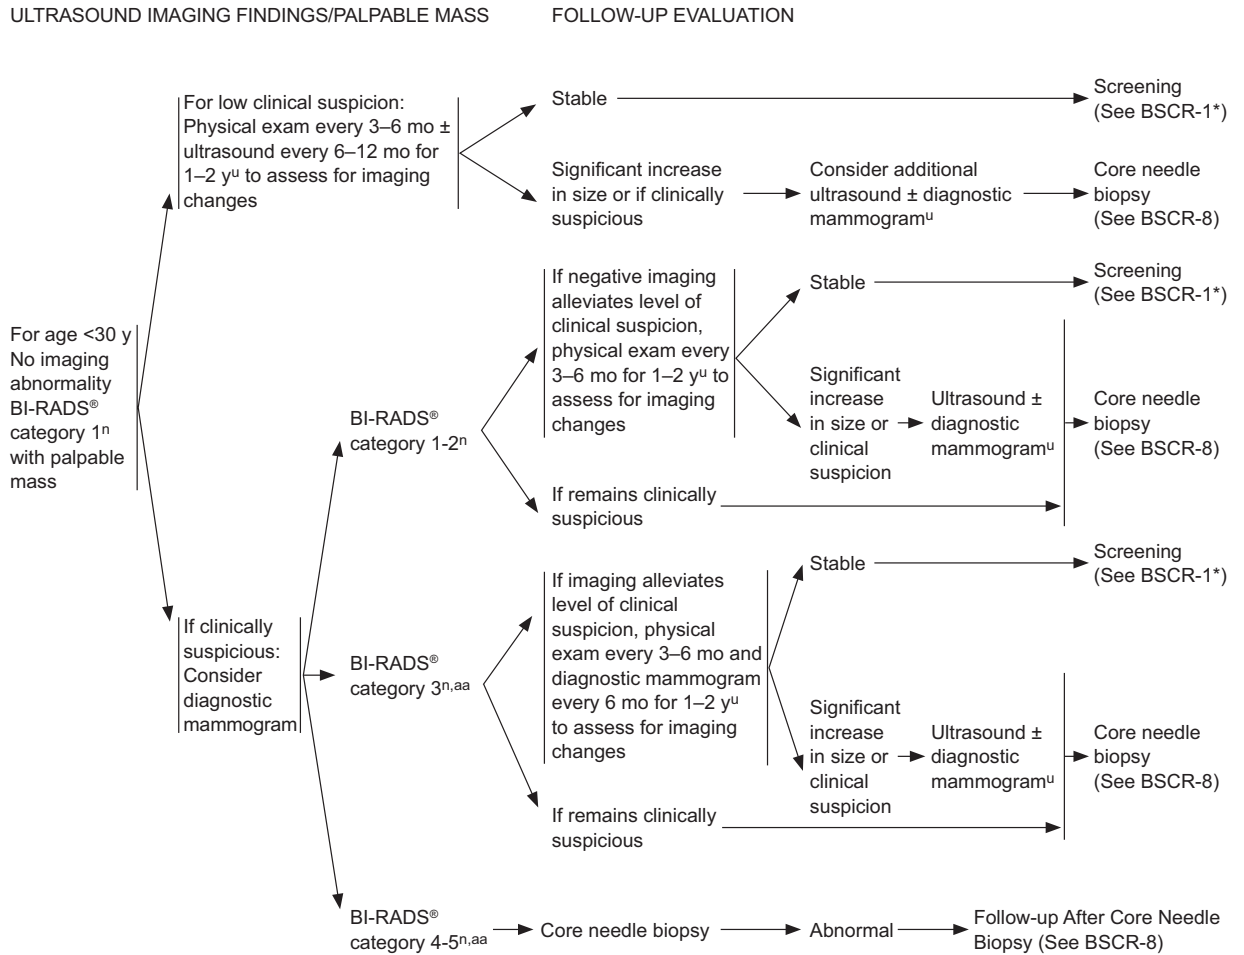 ULTRASOUND IMAGING FINDINGS/PALPABLE MASS
FOLLOW-UP EVALUATION
For age <30 y
No imaging
abnormality
BI-RADS®
category 1ⁿ
with palpable
mass
For low clinical suspicion:
Physical exam every 3–6 mo ±
ultrasound every 6–12 mo for
1–2 yᵘ to assess for imaging
changes
Stable
Screening
(See BSCR-1*)
Significant increase
in size or if clinically
suspicious
Consider additional
ultrasound ± diagnostic
mammogramᵘ
Core needle
biopsy
(See BSCR-8)
If clinically
suspicious:
Consider
diagnostic
mammogram
BI-RADS®
category 1-2ⁿ
If negative imaging
alleviates level of
clinical suspicion,
physical exam every
3–6 mo for 1–2 yᵘ to
assess for imaging
changes
Stable
Screening
(See BSCR-1*)
Significant
increase
in size or
clinical
suspicion
Ultrasound ±
diagnostic
mammogramᵘ
Core needle
biopsy
(See BSCR-8)
If remains clinically
suspicious
BI-RADS®
category 3ⁿ,ᵃᵃ
If imaging alleviates
level of clinical
suspicion, physical
exam every 3–6 mo and
diagnostic mammogram
every 6 mo for 1–2 yᵘ
to assess for imaging
changes
Stable
Screening
(See BSCR-1*)
Significant
increase
in size or
clinical
suspicion
Ultrasound ±
diagnostic
mammogramᵘ
Core needle
biopsy
(See BSCR-8)
If remains clinically
suspicious
BI-RADS®
category 4-5ⁿ,ᵃᵃ
Core needle biopsy
Abnormal
Follow-up After Core Needle
Biopsy (See BSCR-8)